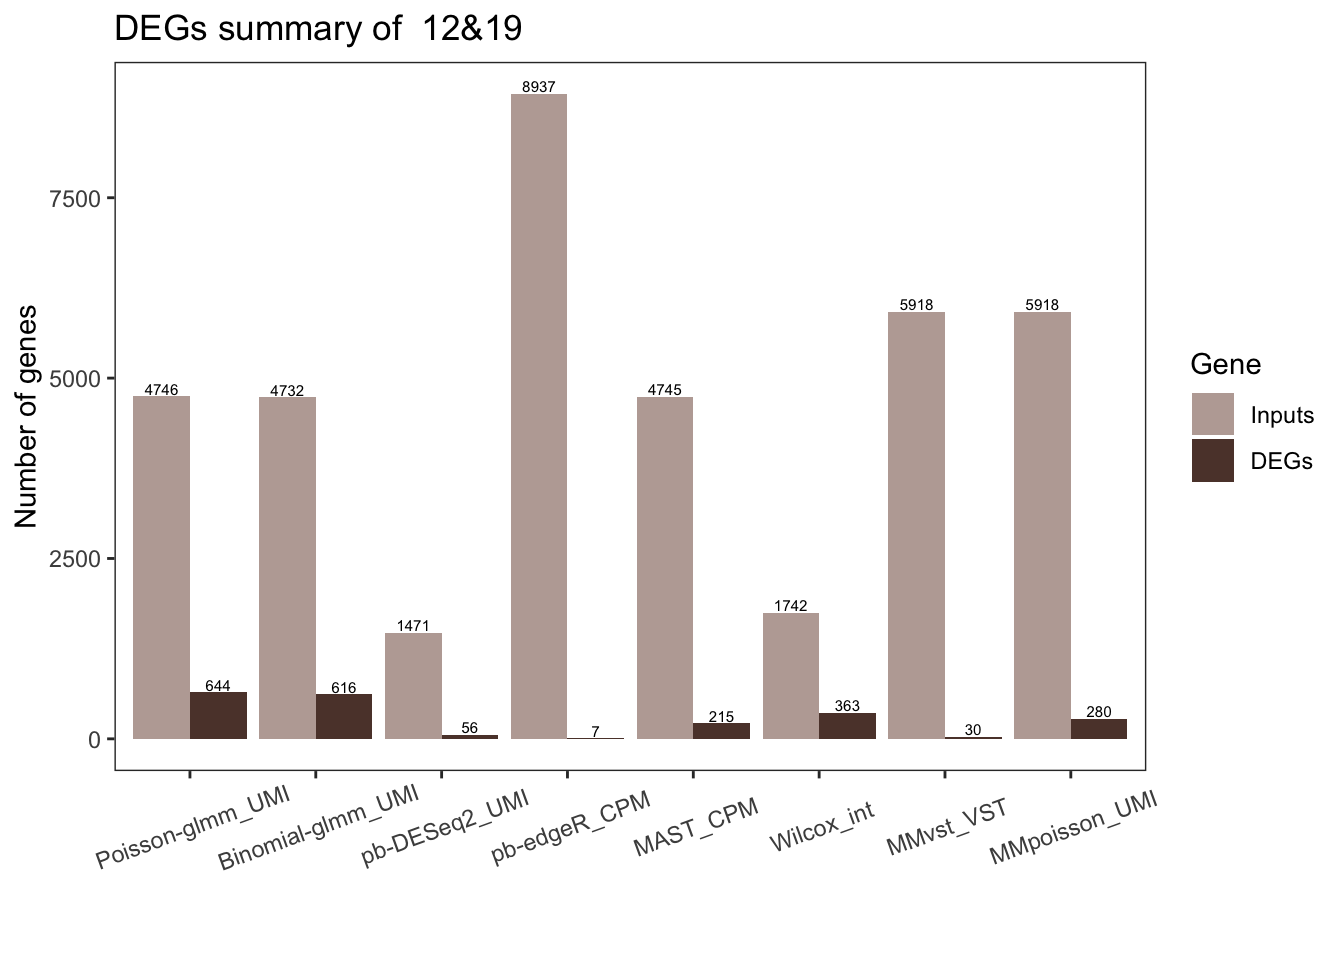 DEGs summary of  12&19
Number of genes
7500
5000
2500
0
8937
5918
5918
4746
4732
4745
1471
1742
644
616
56
7
215
363
30
280
Poisson-glmm_UMI
Binomial-glmm_UMI
pb-DESeq2_UMI
pb-edgeR_CPM
MAST_CPM
Wilcox_int
MMvst_VST
MMpoisson_UMI
Gene
Inputs
DEGs